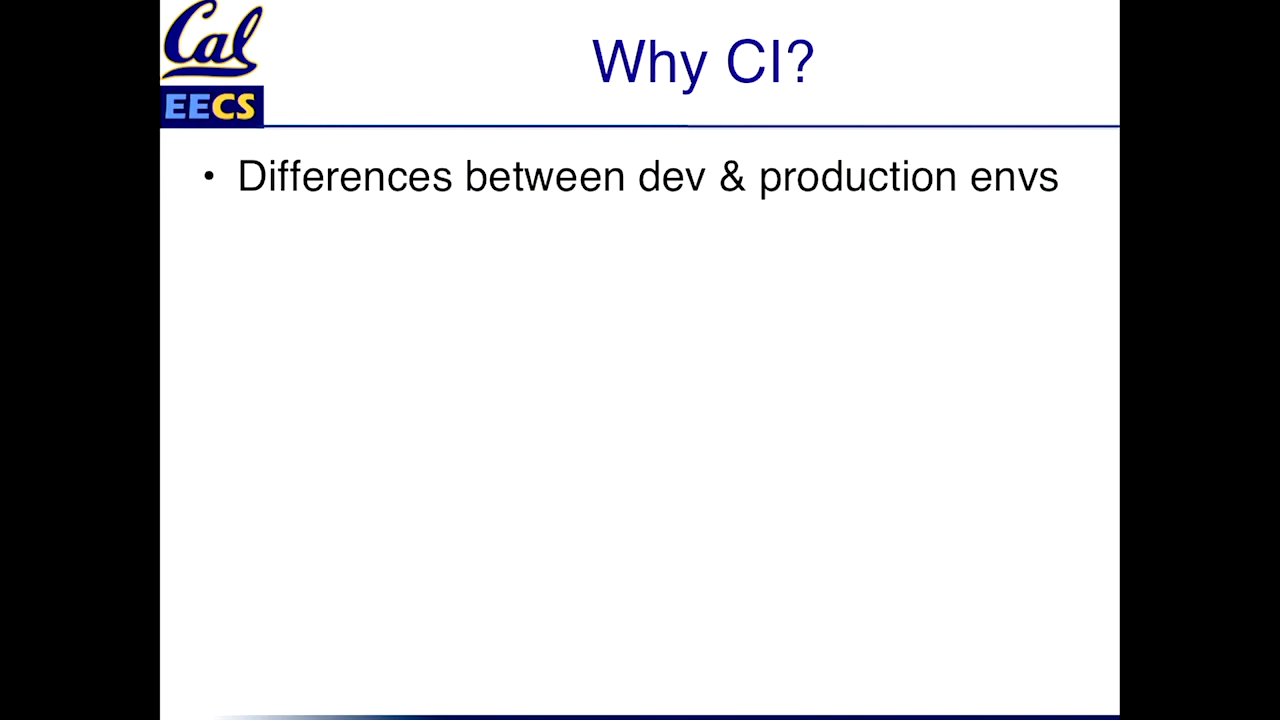 Cal
EECS
Why CI?
• Differences between dev & production envs